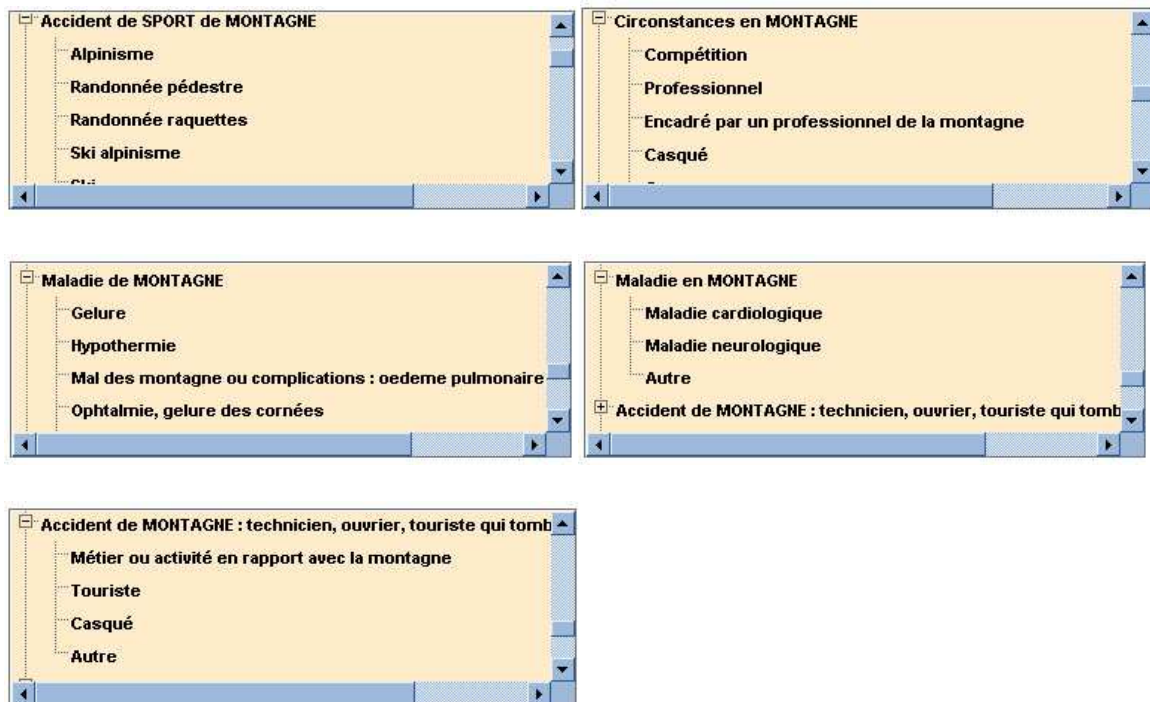 Accident de SPORT de MONTAGNE
Alpinisme
Randonnée pédestre
Randonnée raquettes
Ski alpinisme
Ski
Circonstances en MONTAGNE
Compétition
Professionnel
Encadré par un professionnel de la montagne
Casqué
Maladie de MONTAGNE
Gelure
Hypothermie
Mal des montagne ou complications : oedeme pulmonaire
Ophtalmie, gelure des cornées
Maladie en MONTAGNE
Maladie cardiologique
Maladie neurologique
Autre
Accident de MONTAGNE : technicien, ouvrier, touriste qui tomb
Accident de MONTAGNE : technicien, ouvrier, touriste qui tomb
Métier ou activité en rapport avec la montagne
Touriste
Casqué
Autre